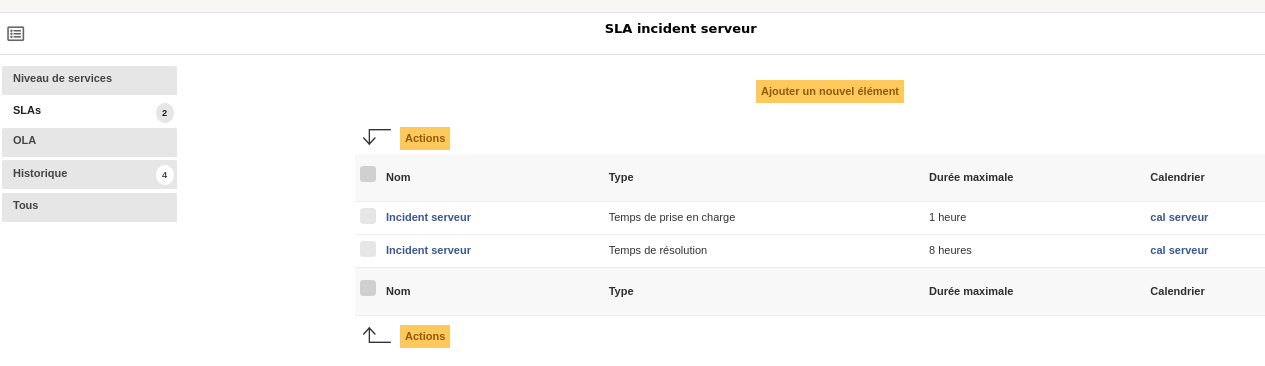 SLA incident serveur
Niveau de services
SLAs 2
OLA
Historique 4
Tous
Ajouter un nouvel élément
Actions
Nom Type Durée maximale Calendrier
Incident serveur Temps de prise en charge 1 heure cal serveur
Incident serveur Temps de résolution 8 heures cal serveur
Nom Type Durée maximale Calendrier
Actions